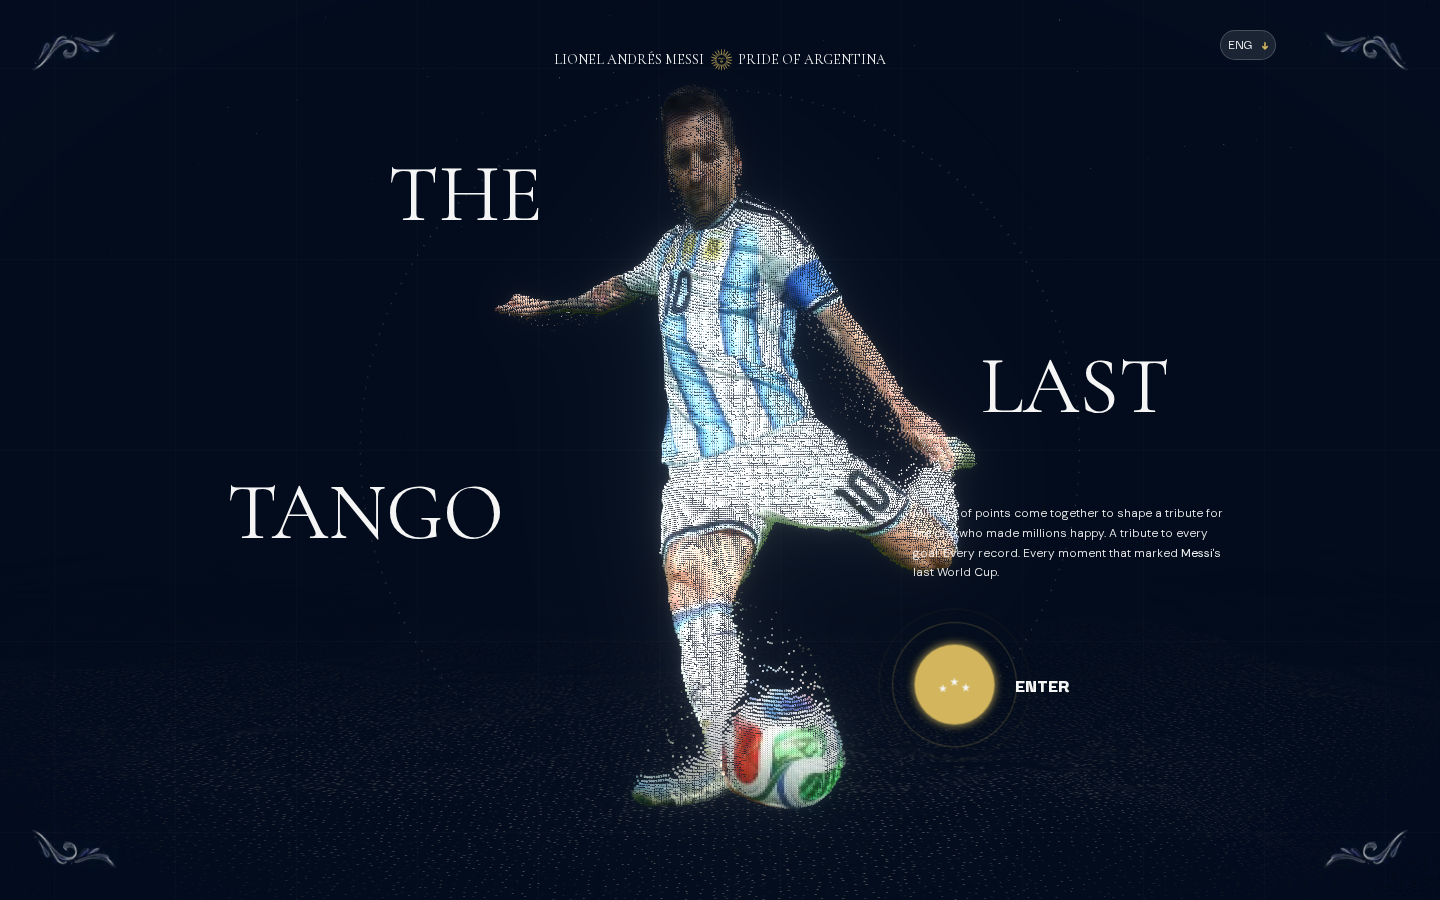 LIONEL ANDRÉS MESSI PRIDE OF ARGENTINA
ENG
THE
LAST
TANGO
10
10
of points come together to shape a tribute for
who made millions happy. A tribute to every
goal. Every record. Every moment that marked Messi's
last World Cup.
ENTER